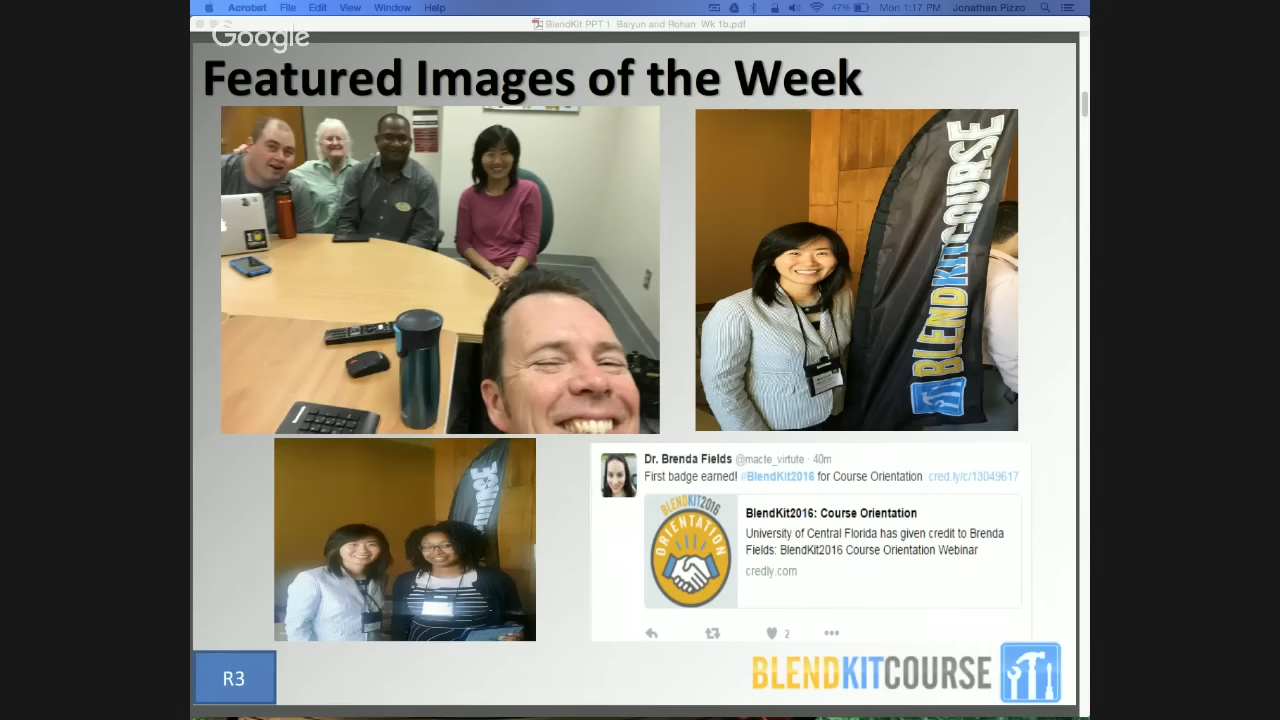 Acrobat File Edit View Window Help 47% Mon 1:17 PM Jonathan Pizzo
BlendKit PPT 1 Baiyun and Rohan Wk 1b.pdf
Google
Featured Images of the Week
BLENDKITCOURSE
Dr. Brenda Fields @macte_virtute · 40m
First badge earned! #BlendKit2016 for Course Orientation cred.ly/c/13049617
BLENDKIT2016
ORIENTATION
BlendKit2016: Course Orientation
University of Central Florida has given credit to Brenda
Fields: BlendKit2016 Course Orientation Webinar
credly.com
2
R3
BLENDKITCOURSE